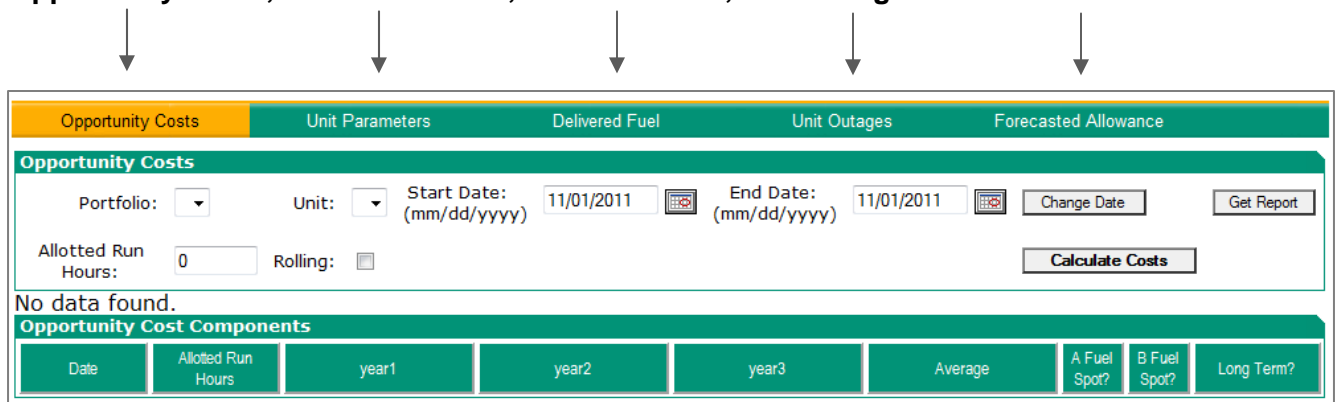 Opportunity Costs Unit Parameters Delivered Fuel Unit Outages Forecasted Allowance
Opportunity Costs
Portfolio: Unit: Start Date: (mm/dd/yyyy) 11/01/2011 End Date: (mm/dd/yyyy) 11/01/2011 Change Date Get Report
Allotted Run Hours: 0 Rolling: Calculate Costs
No data found.
Opportunity Cost Components
Date Allotted Run Hours year1 year2 year3 Average A Fuel Spot? B Fuel Spot? Long Term?